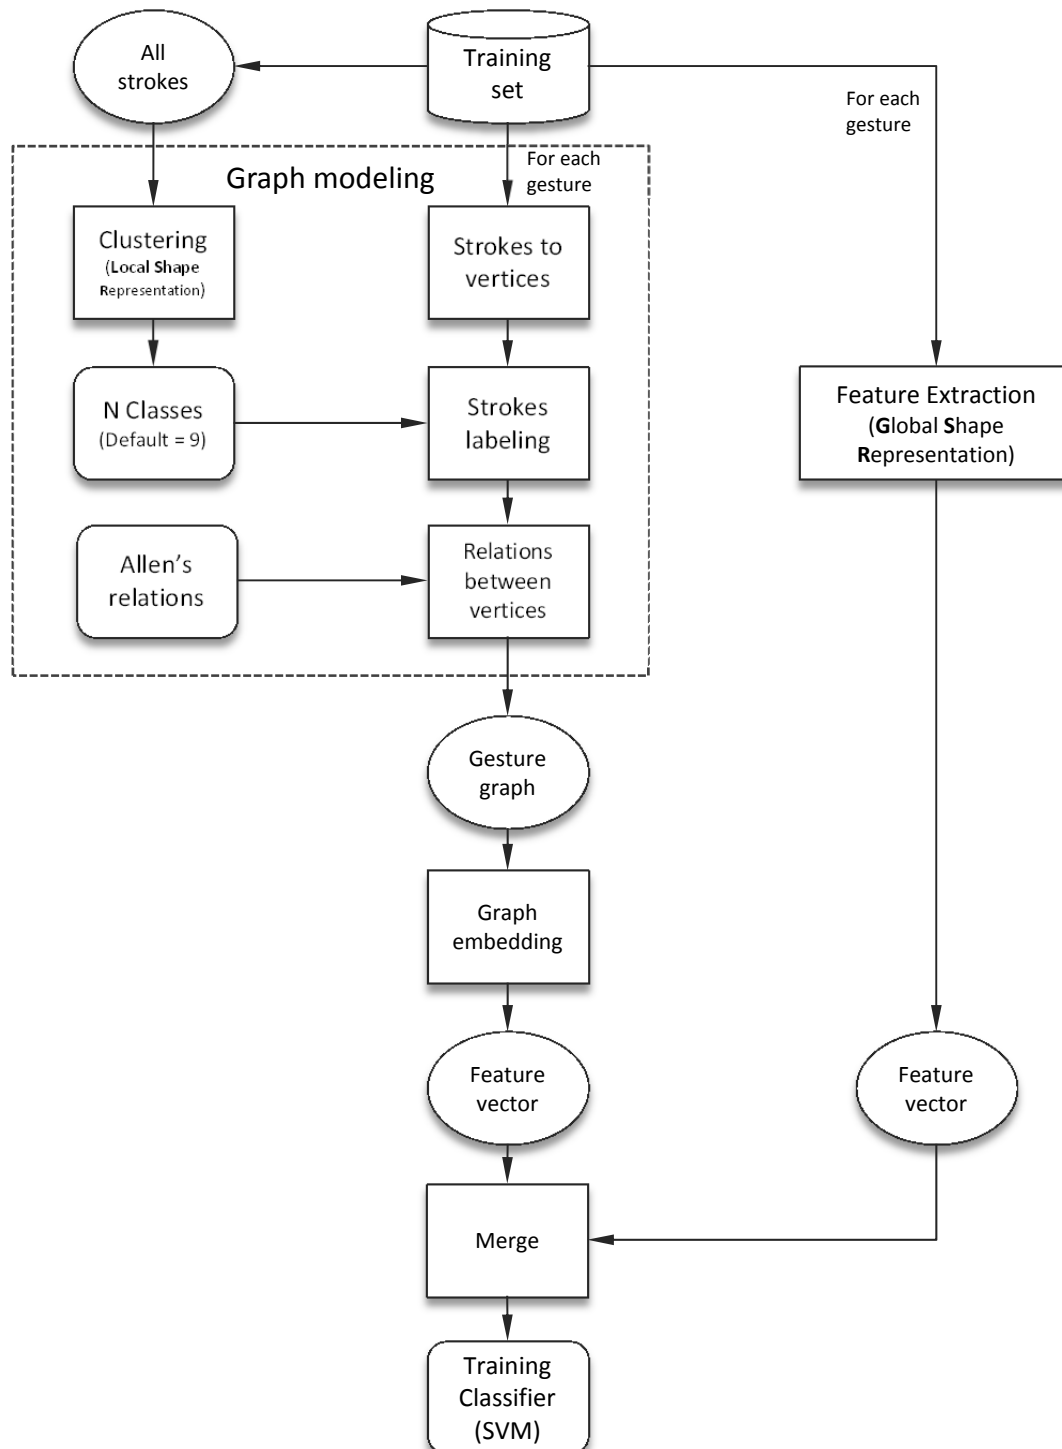 All
strokes
Training
set
For each
gesture
For each
gesture
Graph modeling
Clustering
(Local Shape
Representation)
Strokes to
vertices
N Classes
(Default = 9)
Strokes
labeling
Feature Extraction
(Global Shape
Representation)
Allen’s
relations
Relations
between
vertices
Gesture
graph
Graph
embedding
Feature
vector
Feature
vector
Merge
Training
Classifier
(SVM)